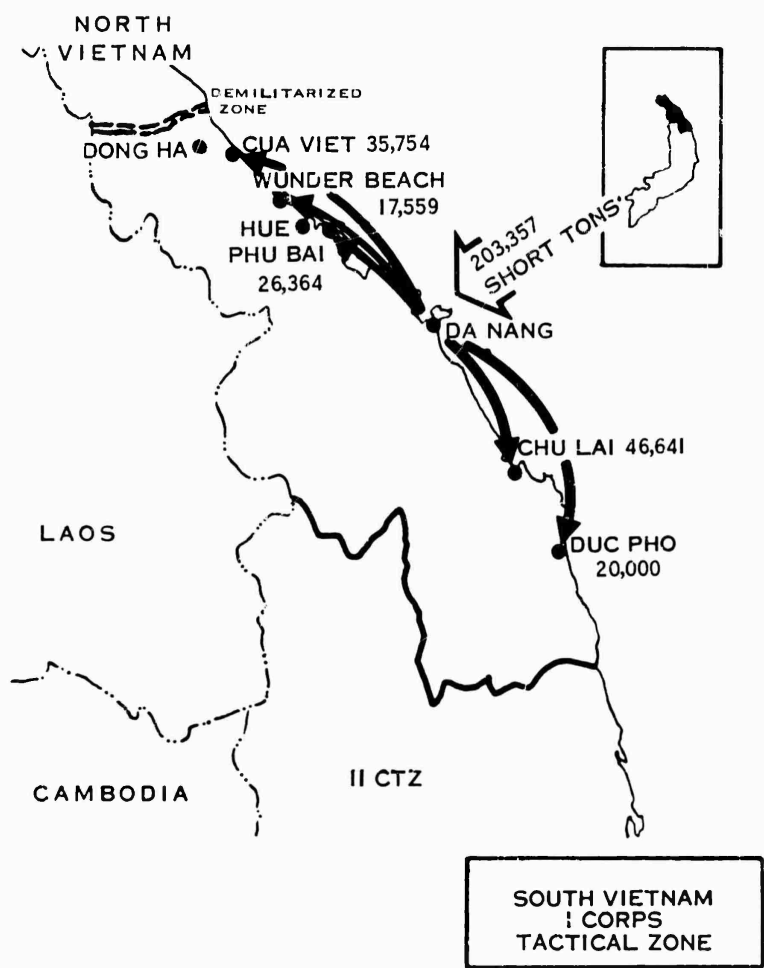 NORTH
VIETNAM
DEMILITARIZED
ZONE
DONG HA
CUA VIET 35,754
WUNDER BEACH
17,559
HUE
PHU BAI
26,364
203,357
SHORT TONS
DA NANG
CHU LAI 46,641
DUC PHO
20,000
LAOS
CAMBODIA
II CTZ
SOUTH VIETNAM
I CORPS
TACTICAL ZONE